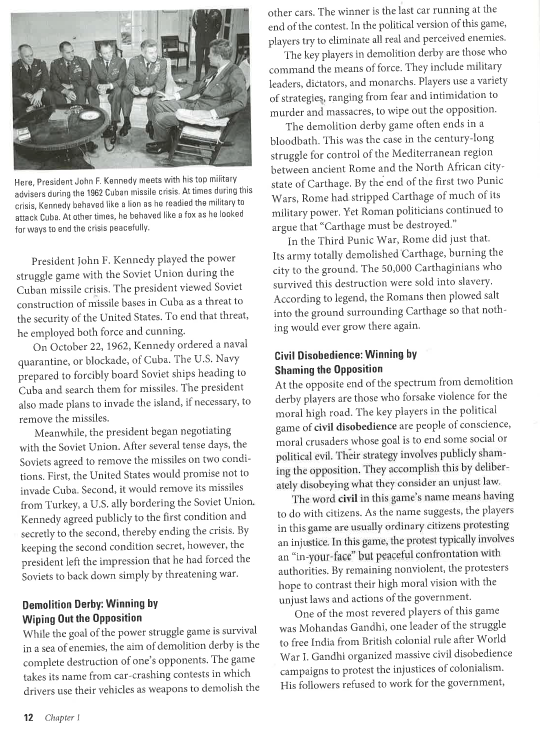 Here, President John F. Kennedy meets with his top military
advisers during the 1962 Cuban missile crisis. At times during this
crisis, Kennedy behaved like a lion as he readied the military to
attack Cuba. At other times, he behaved like a fox as he looked
for ways to end the crisis peacefully.
President John F. Kennedy played the power
struggle game with the Soviet Union during the
Cuban missile crisis. The president viewed Soviet
construction of missile bases in Cuba as a threat to
the security of the United States. To end that threat,
he employed both force and cunning.
On October 22, 1962, Kennedy ordered a naval
quarantine, or blockade, of Cuba. The U.S. Navy
prepared to forcibly board Soviet ships heading to
Cuba and search them for missiles. The president
also made plans to invade the island, if necessary, to
remove the missiles.
Meanwhile, the president began negotiating
with the Soviet Union. After several tense days, the
Soviets agreed to remove the missiles on two condi-
tions. First, the United States would promise not to
invade Cuba. Second, it would remove its missiles
from Turkey, a U.S. ally bordering the Soviet Union.
Kennedy agreed publicly to the first condition and
secretly to the second, thereby ending the crisis. By
keeping the second condition secret, however, the
president left the impression that he had forced the
Soviets to back down simply by threatening war.
Demolition Derby: Winning by
Wiping Out the Opposition
While the goal of the power struggle game is survival
in a sea of enemies, the aim of demolition derby is the
complete destruction of one's opponents. The game
takes its name from car-crashing contests in which
drivers use their vehicles as weapons to demolish the
12 Chapter 1
other cars. The winner is the last car running at the
end of the contest. In the political version of this game,
players try to eliminate all real and perceived enemies.
The key players in demolition derby are those who
command the means of force. They include military
leaders, dictators, and monarchs. Players use a variety
of strategies, ranging from fear and intimidation to
murder and massacres, to wipe out the opposition.
The demolition derby game often ends in a
bloodbath. This was the case in the century-long
struggle for control of the Mediterranean region
between ancient Rome and the North African city-
state of Carthage. By the end of the first two Punic
Wars, Rome had stripped Carthage of much of its
military power. Yet Roman politicians continued to
argue that "Carthage must be destroyed."
In the Third Punic War, Rome did just that.
Its army totally demolished Carthage, burning the
city to the ground. The 50,000 Carthaginians who
survived this destruction were sold into slavery.
According to legend, the Romans then plowed salt
into the ground surrounding Carthage so that noth-
ing would ever grow there again.
Civil Disobedience: Winning by
Shaming the Opposition
At the opposite end of the spectrum from demolition
derby players are those who forsake violence for the
moral high road. The key players in the political
game of civil disobedience are people of conscience,
moral crusaders whose goal is to end some social or
political evil. Their strategy involves publicly sham-
ing the opposition. They accomplish this by deliber-
ately disobeying what they consider an unjust law.
The word civil in this game's name means having
to do with citizens. As the name suggests, the players
in this game are usually ordinary citizens protesting
an injustice. In this game, the protest typically involves
an "in-your-face" but peaceful confrontation with
authorities. By remaining nonviolent, the protesters
hope to contrast their high moral vision with the
unjust laws and actions of the government.
One of the most revered players of this game
was Mohandas Gandhi, one leader of the struggle
to free India from British colonial rule after World
War I. Gandhi organized massive civil disobedience
campaigns to protest the injustices of colonialism.
His followers refused to work for the government,